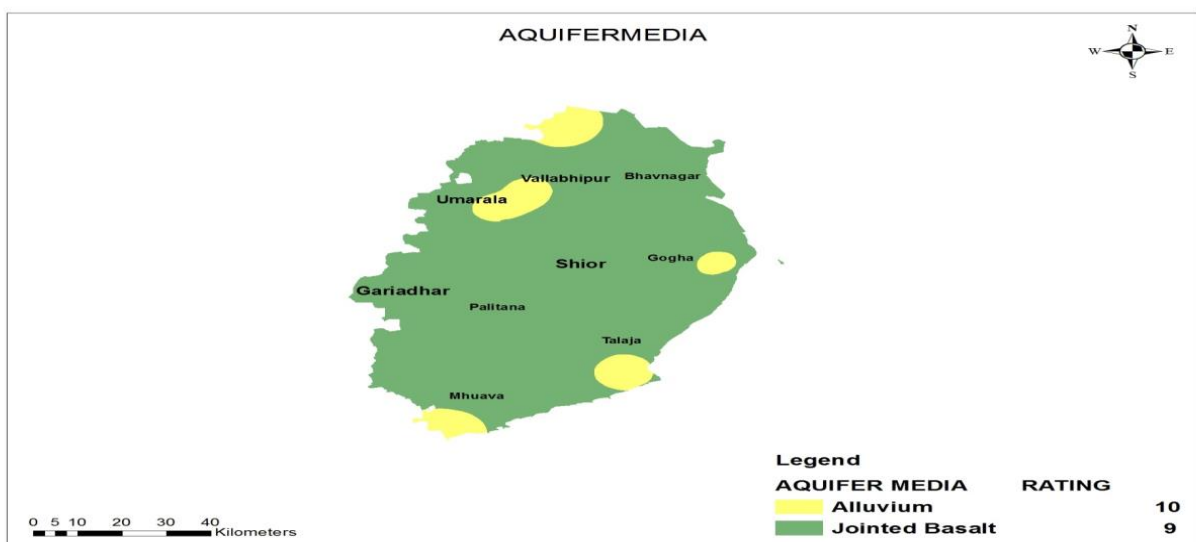 AQUIFERMEDIA
N
W E
S
Vallabhipur
Bhavnagar
Umarala
Gogha
Shior
Gariadhar
Palitana
Talaja
Mhuava
Legend
AQUIFER MEDIA RATING
Alluvium 10
Jointed Basalt 9
0 5 10 20 30 40
Kilometers